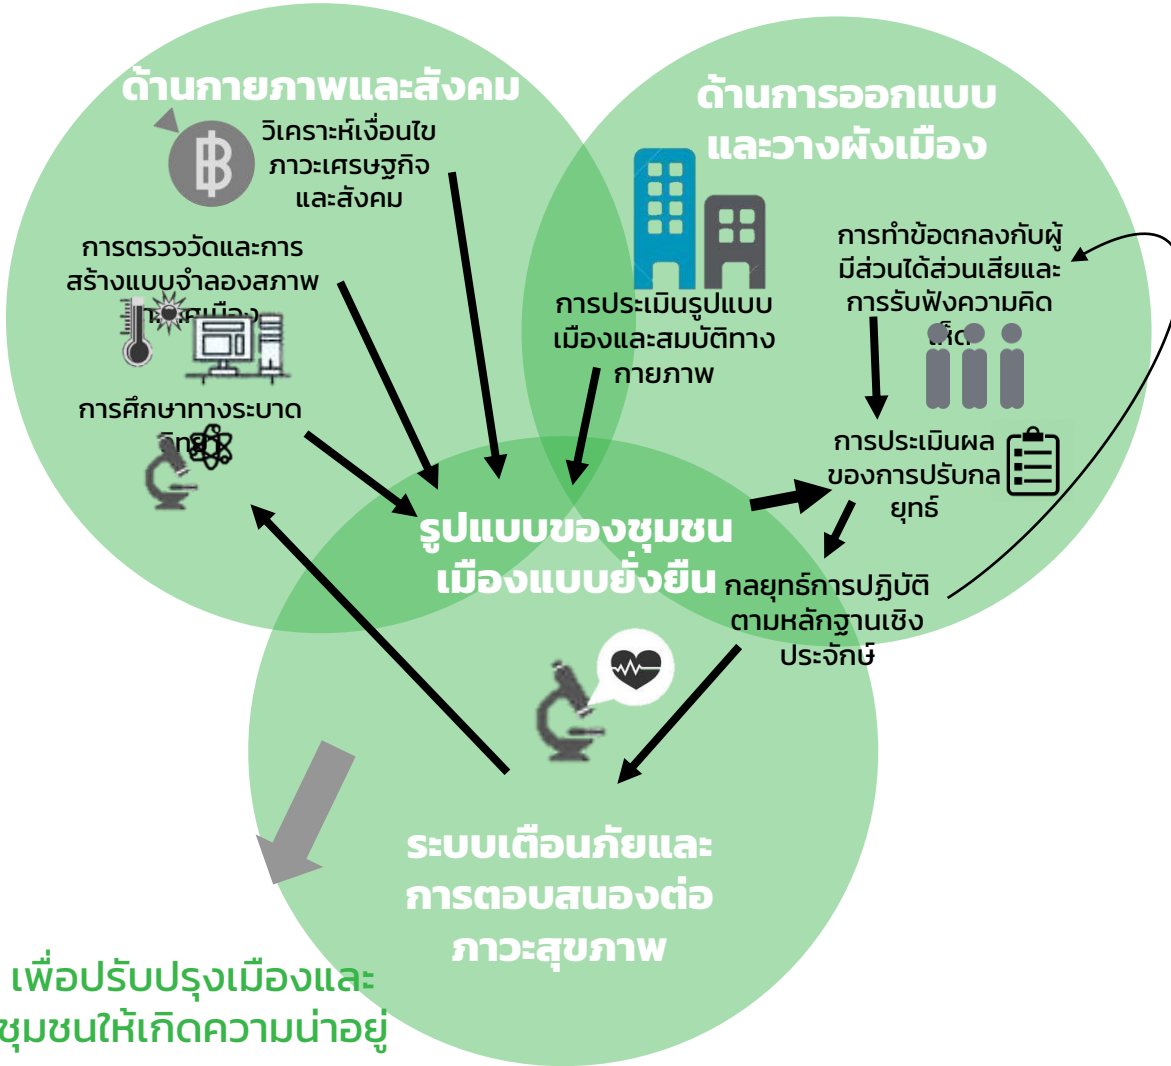 ด้านกายภาพและสังคม
วิเคราะห์เงื่อนไข
ภาวะเศรษฐกิจ
และสังคม
การตรวจวัดและการ
สร้างแบบจำลองสภาพ
การศึกษาทางระบาด
วิทยา
ด้านการออกแบบ
และวางผังเมือง
การประเมินรูปแบบ
เมืองและสมบัติทาง
กายภาพ
การทำข้อตกลงกับผู้
มีส่วนได้ส่วนเสียและ
การรับฟังความคิด
เห็ด
การประเมินผล
ของการปรับกล
ยุทธ์
กลยุทธ์การปฏิบัติ
ตามหลักฐานเชิง
ประจักษ์
รูปแบบของชุมชน
เมืองแบบยั่งยืน
ระบบเตือนภัยและ
การตอบสนองต่อ
ภาวะสุขภาพ
เพื่อปรับปรุงเมืองและ
ชุมชนให้เกิดความน่าอยู่